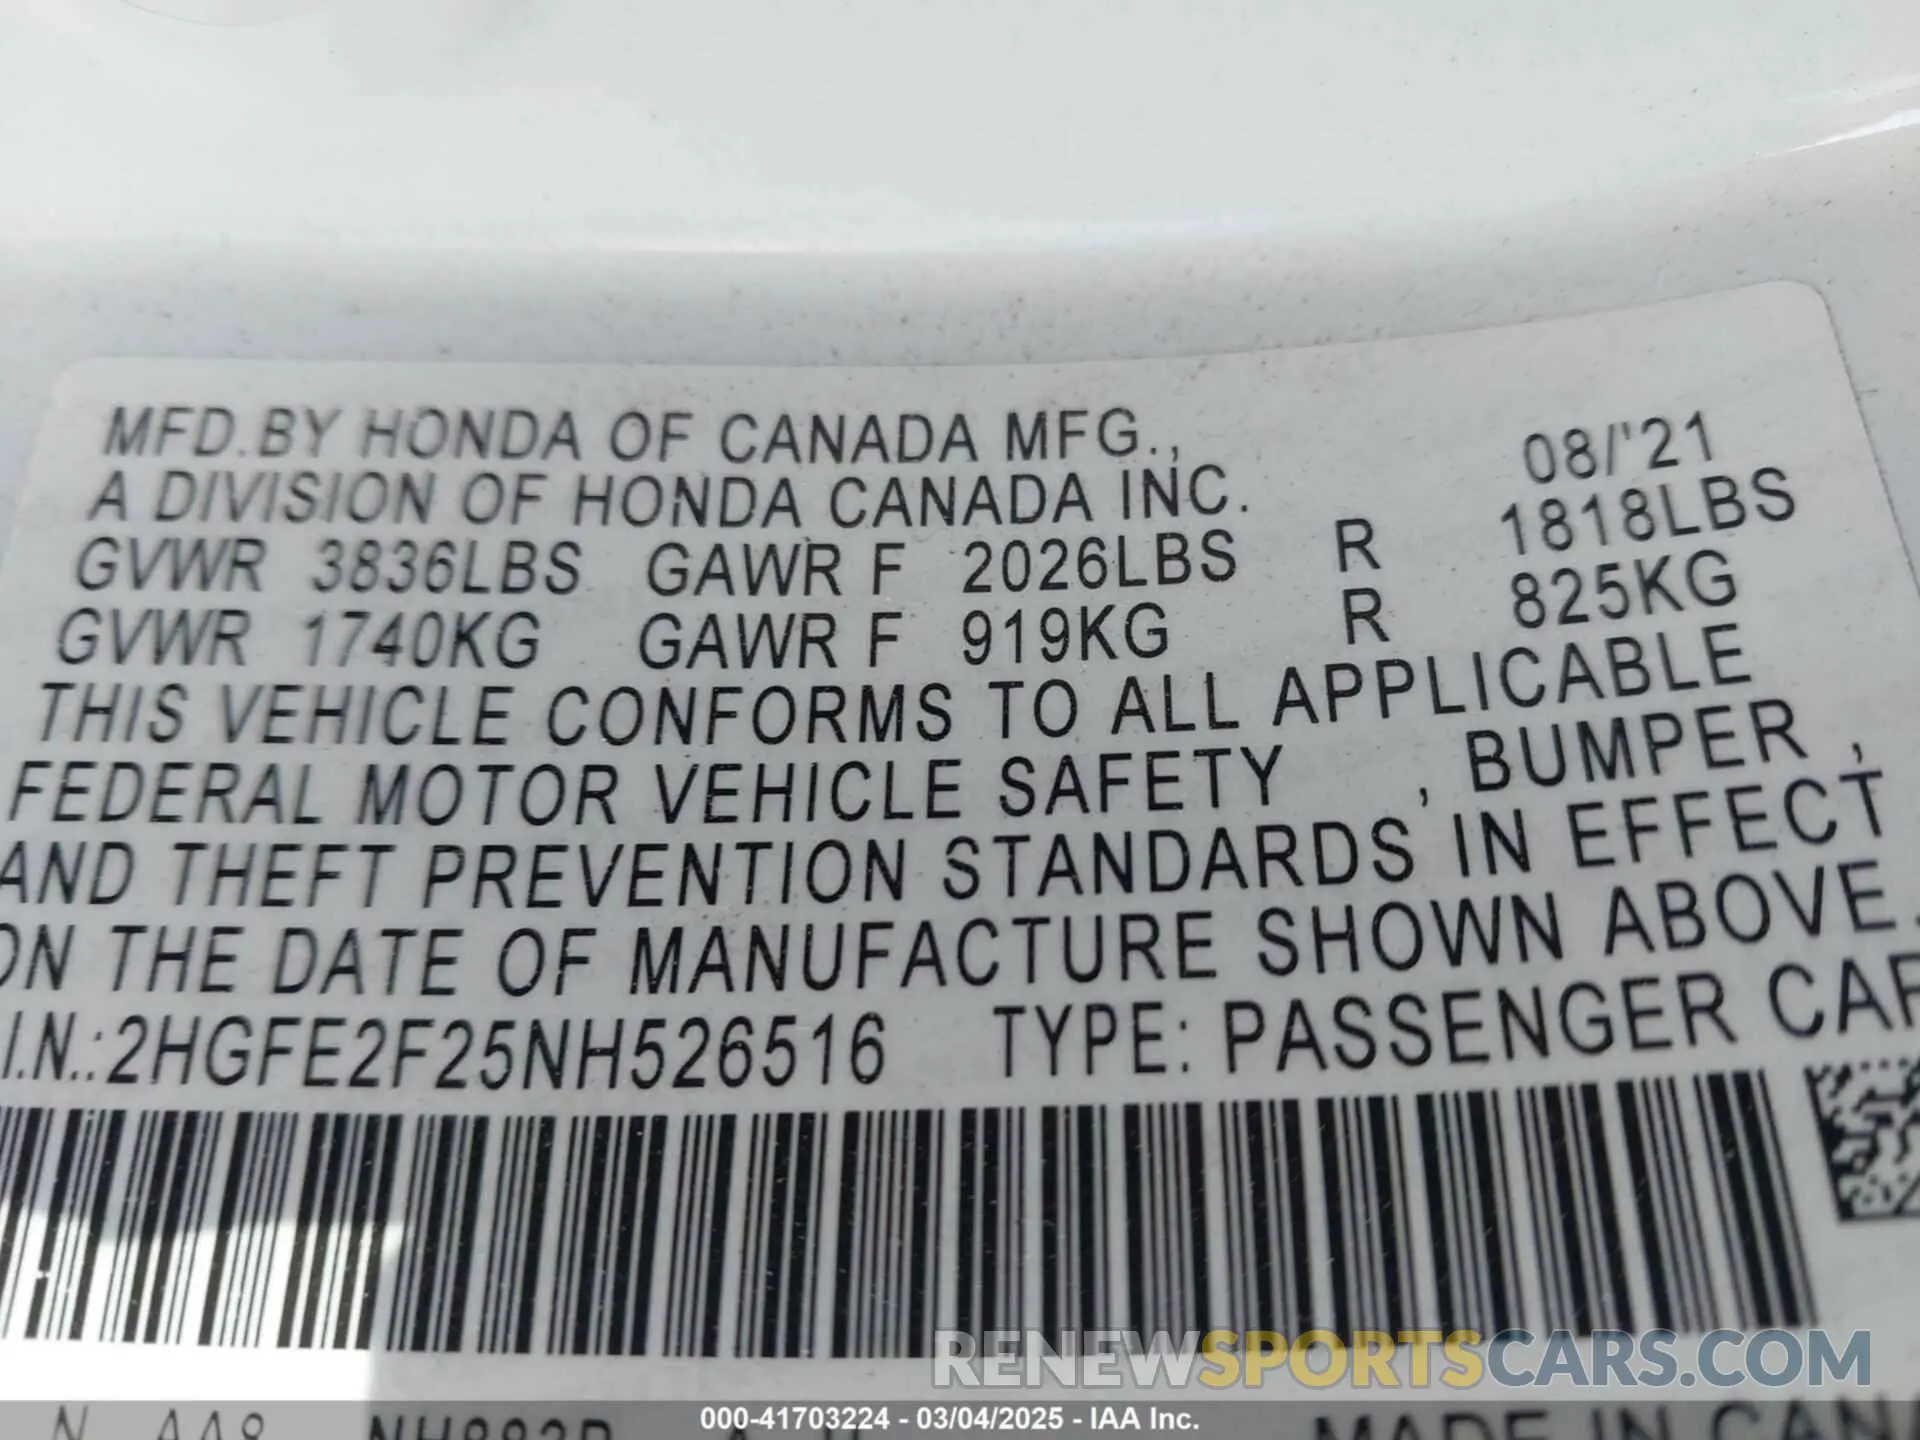 MFD.BY HONDA OF CANADA MFG., 08/'21
A DIVISION OF HONDA CANADA INC.
GVWR 3836LBS GAWR F 2026LBS R 1818LBS
GVWR 1740KG GAWR F 919KG R 825KG
THIS VEHICLE CONFORMS TO ALL APPLICABLE
FEDERAL MOTOR VEHICLE SAFETY , BUMPER ,
AND THEFT PREVENTION STANDARDS IN EFFECT
ON THE DATE OF MANUFACTURE SHOWN ABOVE.
I.N.:2HGFE2F25NH526516 TYPE: PASSENGER CAR
RENEWSPORTSCARS.COM
000-41703224 - 03/04/2025 - IAA Inc.
MADE IN CAN